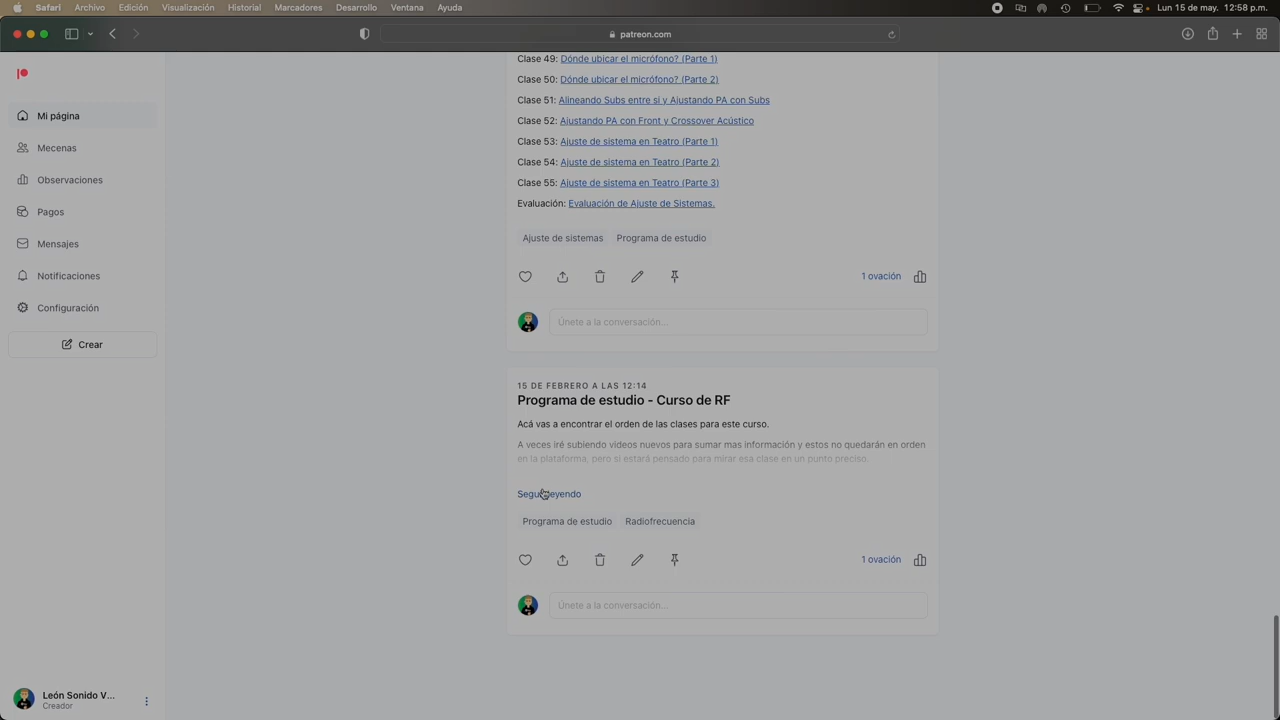 Safari Archivo Edición Visualización Historial Marcadores Desarrollo Ventana Ayuda
Lun 15 de may. 12:58 p.m.
patreon.com
Mi página
Mecenas
Observaciones
Pagos
Mensajes
Notificaciones
Configuración
Crear
León Sonido V...
Creador
Clase 49: Dónde ubicar el micrófono? (Parte 1)
Clase 50: Dónde ubicar el micrófono? (Parte 2)
Clase 51: Alineando Subs entre si y Ajustando PA con Subs
Clase 52: Ajustando PA con Front y Crossover Acústico
Clase 53: Ajuste de sistema en Teatro (Parte 1)
Clase 54: Ajuste de sistema en Teatro (Parte 2)
Clase 55: Ajuste de sistema en Teatro (Parte 3)
Evaluación: Evaluación de Ajuste de Sistemas.
Ajuste de sistemas Programa de estudio
1 ovación
Únete a la conversación...
15 DE FEBRERO A LAS 12:14
Programa de estudio - Curso de RF
Acá vas a encontrar el orden de las clases para este curso.
A veces iré subiendo videos nuevos para sumar mas información y estos no quedarán en orden
en la plataforma, pero si estará pensado para mirar esa clase en un punto preciso.
Seguir leyendo
Programa de estudio Radiofrecuencia
1 ovación
Únete a la conversación...